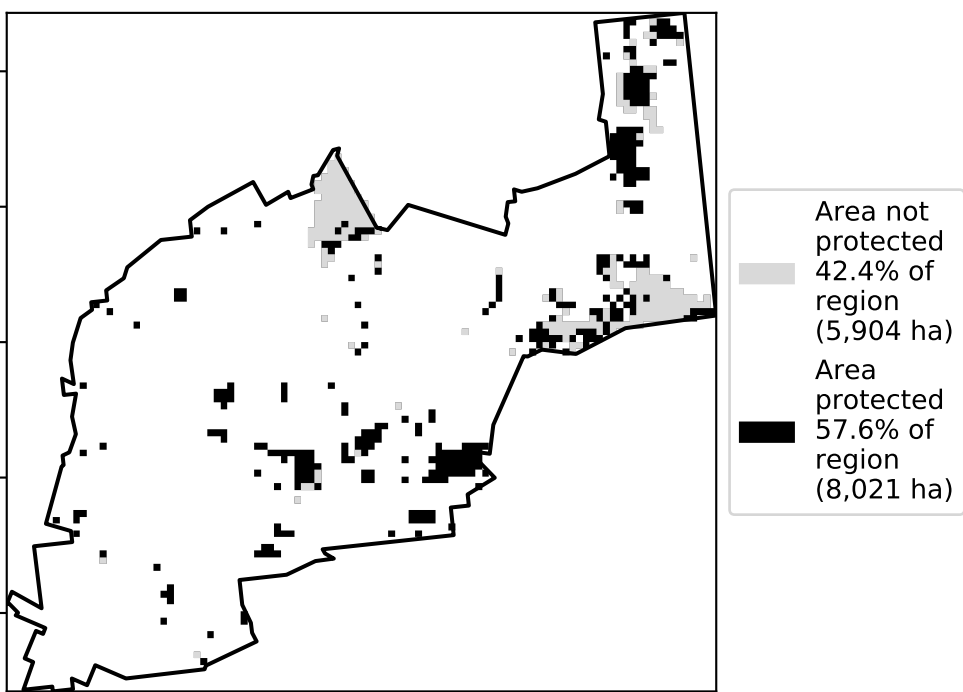 Area not
protected
42.4% of
region
(5,904 ha)
Area
protected
57.6% of
region
(8,021 ha)